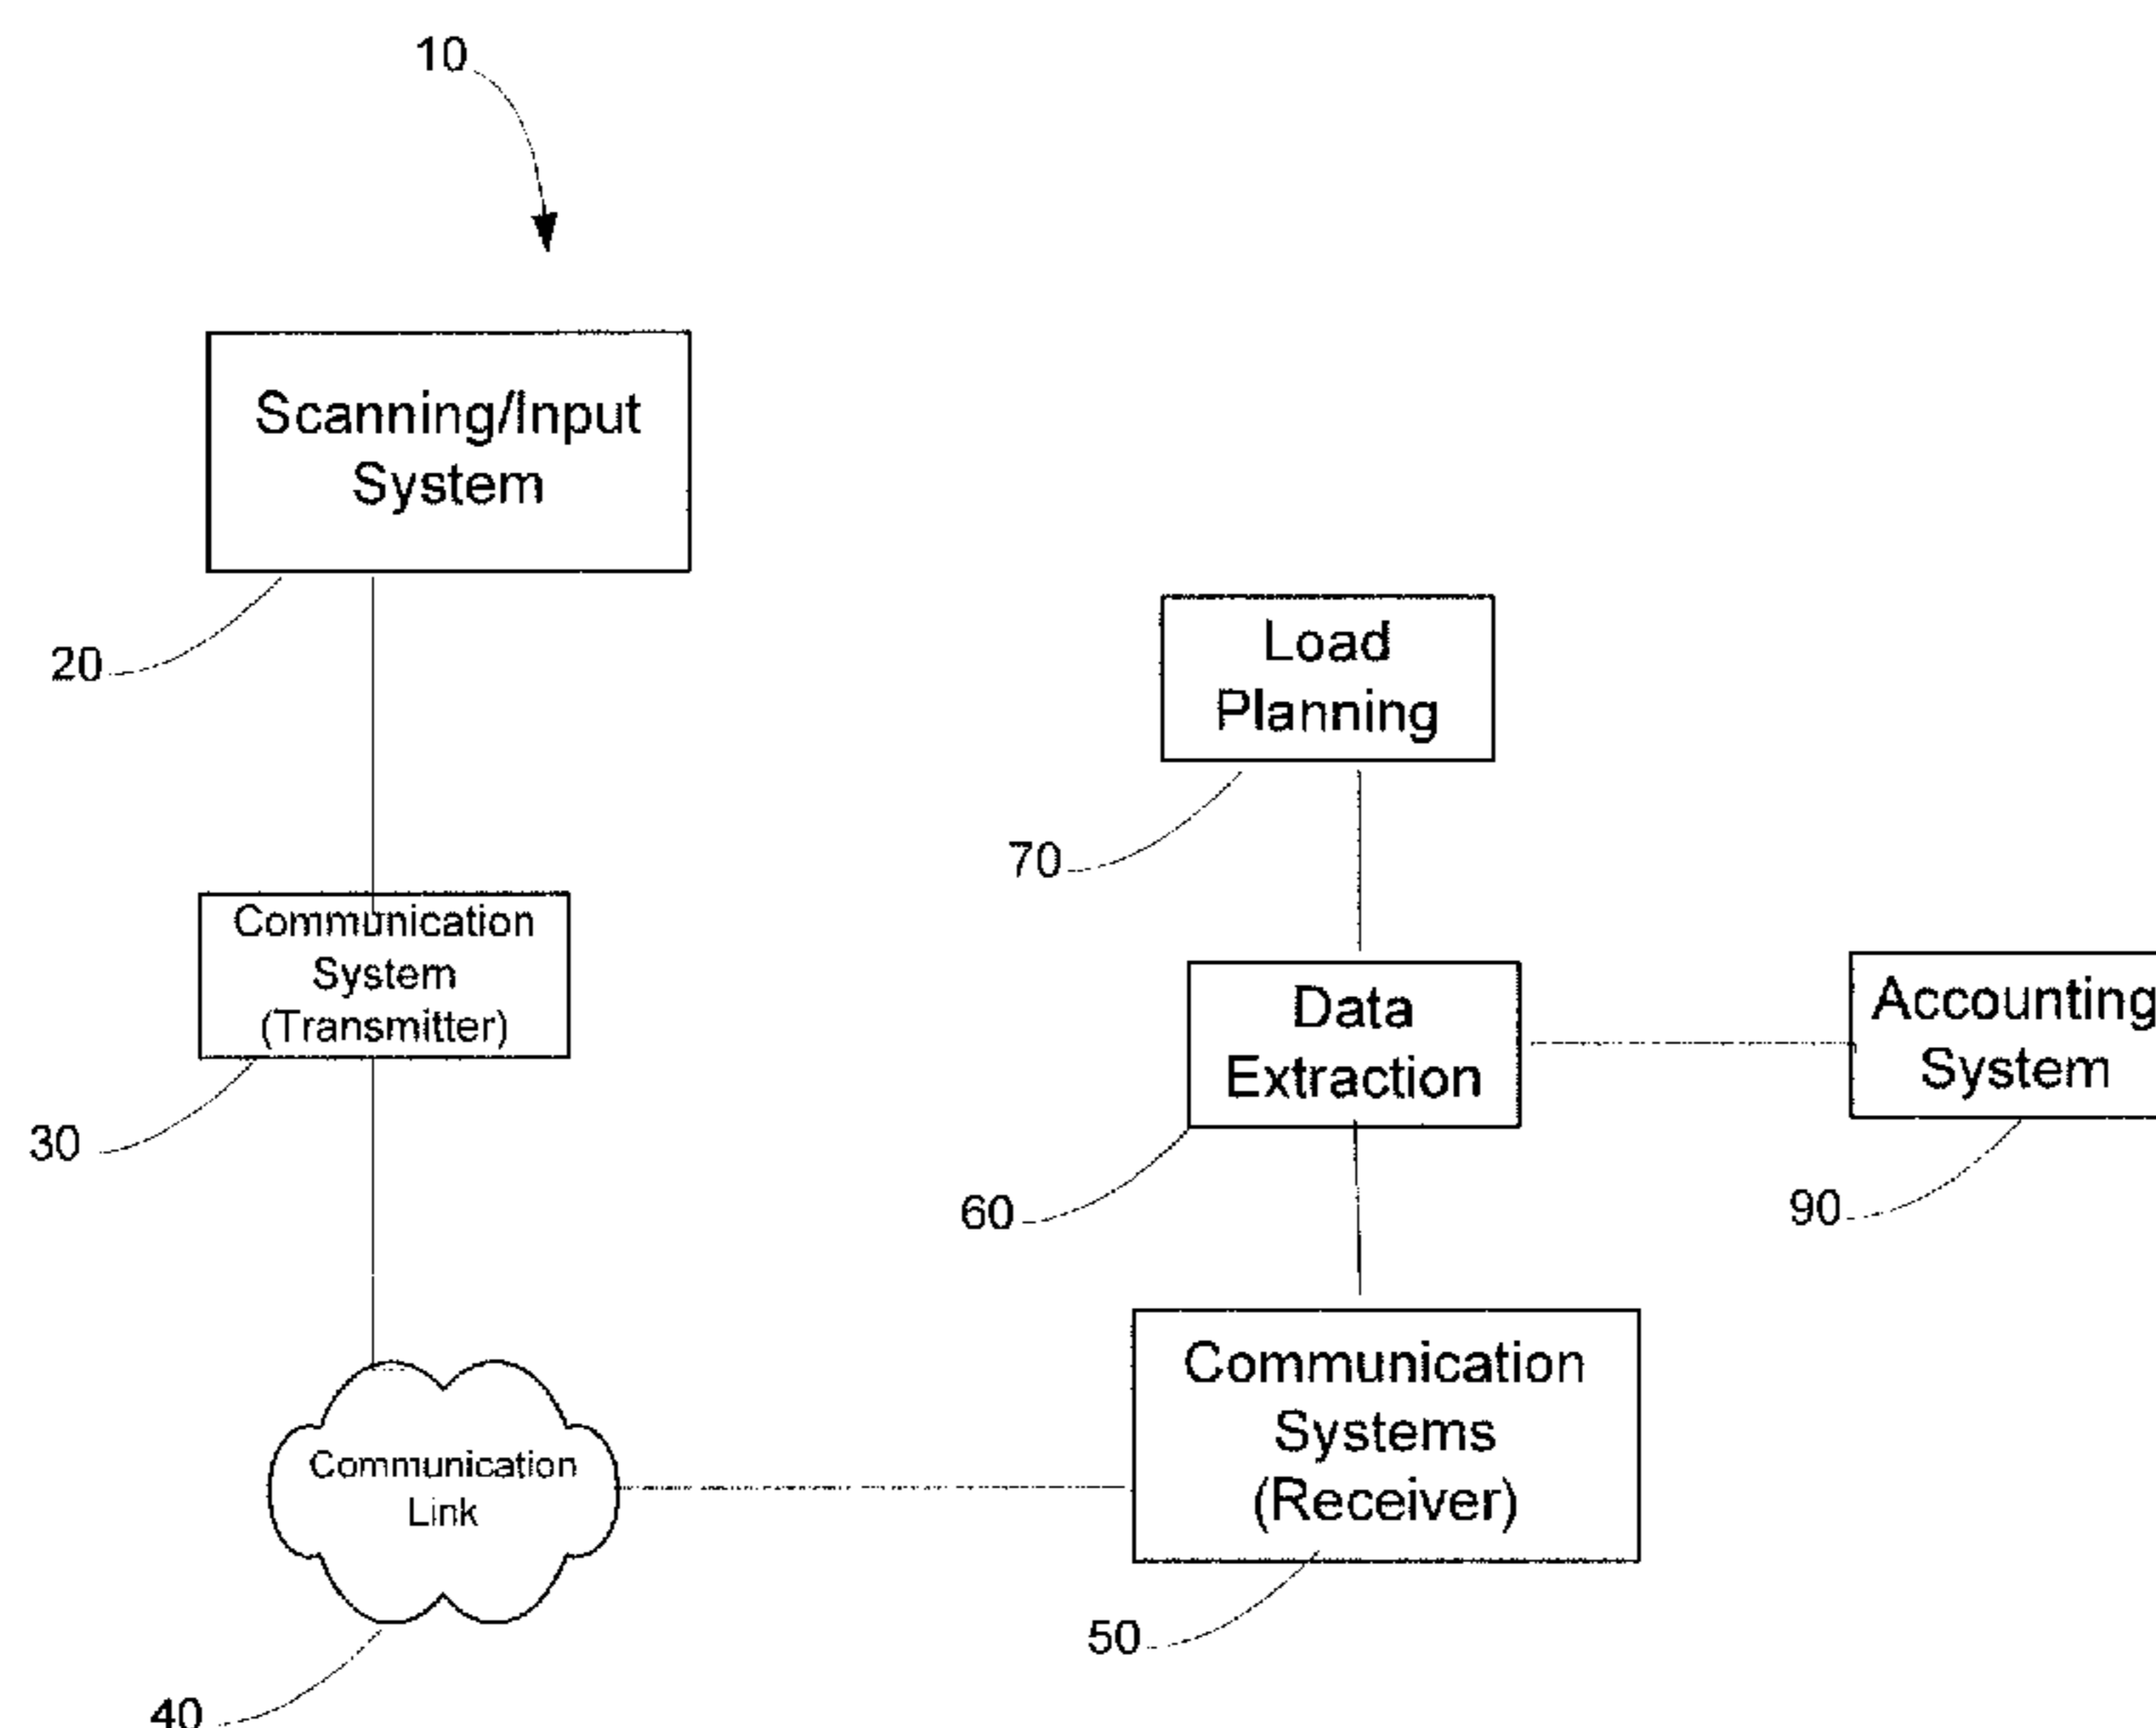 10
Scanning/Input
System
20
Load
Planning
70
Communication
System
(Transmitter)
30
Data
Extraction
60
Accounting
System
90
Communication
Link
40
Communication
Systems
(Receiver)
50